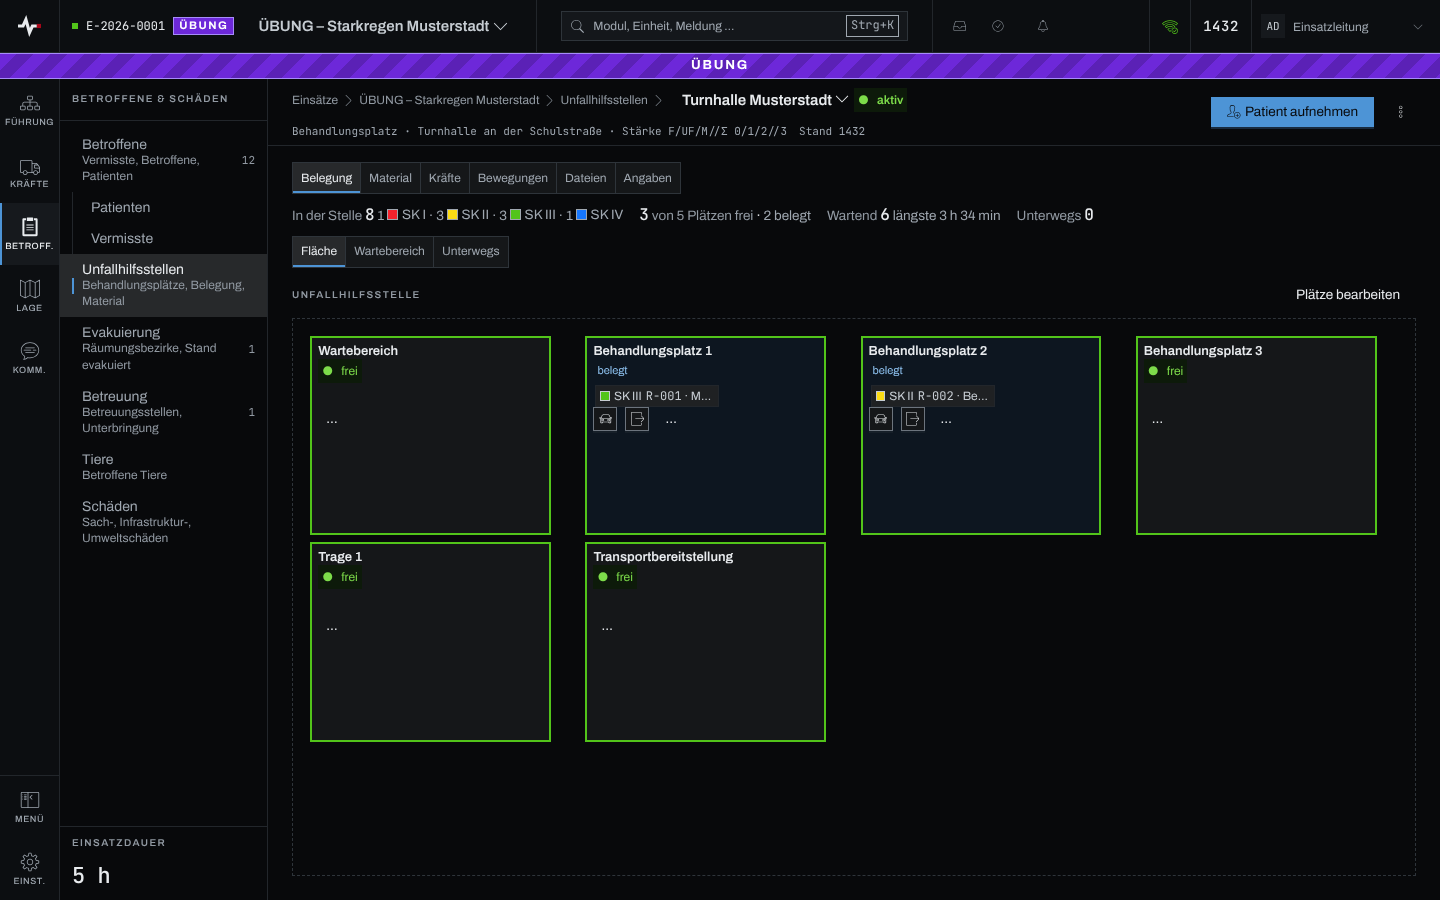 E-2026-0001 ÜBUNG ÜBUNG – Starkregen Musterstadt Modul, Einheit, Meldung ... Strg+K 1432 AD Einsatzleitung
ÜBUNG
FÜHRUNG
KRÄFTE
BETROFF.
LAGE
KOMM.
MENÜ
EINST.
BETROFFENE & SCHÄDEN
Betroffene
Vermisste, Betroffene, 12
Patienten
Patienten
Vermisste
Unfallhilfsstellen
Behandlungsplätze, Belegung,
Material
Evakuierung
Räumungsbezirke, Stand 1
evakuiert
Betreuung
Betreuungsstellen, 1
Unterbringung
Tiere
Betroffene Tiere
Schäden
Sach-, Infrastruktur-,
Umweltschäden
EINSATZDAUER
5 h
Einsätze ÜBUNG – Starkregen Musterstadt Unfallhilfsstellen Turnhalle Musterstadt aktiv
Behandlungsplatz · Turnhalle an der Schulstraße · Stärke F/UF/M//Σ 0/1/2//3 Stand 1432
Patient aufnehmen
Belegung Material Kräfte Bewegungen Dateien Angaben
In der Stelle 8 1 SK I · 3 SK II · 3 SK III · 1 SK IV 3 von 5 Plätzen frei · 2 belegt Wartend 6 längste 3 h 34 min Unterwegs 0
Fläche Wartebereich Unterwegs
UNFALLHILFSSTELLE Plätze bearbeiten
Wartebereich
frei
...
Behandlungsplatz 1
belegt
SK III R-001 · M...
...
Behandlungsplatz 2
belegt
SK II R-002 · Be...
...
Behandlungsplatz 3
frei
...
Trage 1
frei
...
Transportbereitstellung
frei
...